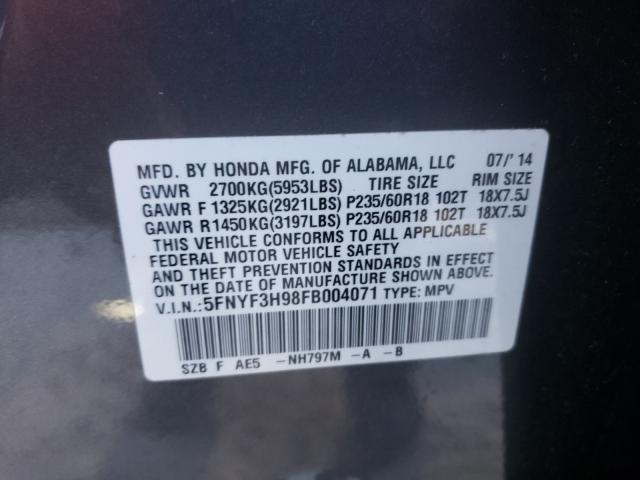 MFD. BY HONDA MFG. OF ALABAMA, LLC 07/'14
GVWR 2700KG(5953LBS) TIRE SIZE RIM SIZE
GAWR F 1325KG(2921LBS) P235/60R18 102T 18X7.5J
GAWR R1450KG(3197LBS) P235/60R18 102T 18X7.5J
THIS VEHICLE CONFORMS TO ALL APPLICABLE
FEDERAL MOTOR VEHICLE SAFETY
AND THEFT PREVENTION STANDARDS IN EFFECT
ON THE DATE OF MANUFACTURE SHOWN ABOVE.
V.I.N.:5FNYF3H98FB004071 TYPE: MPV
SZB F AE5 -NH797M -A -B